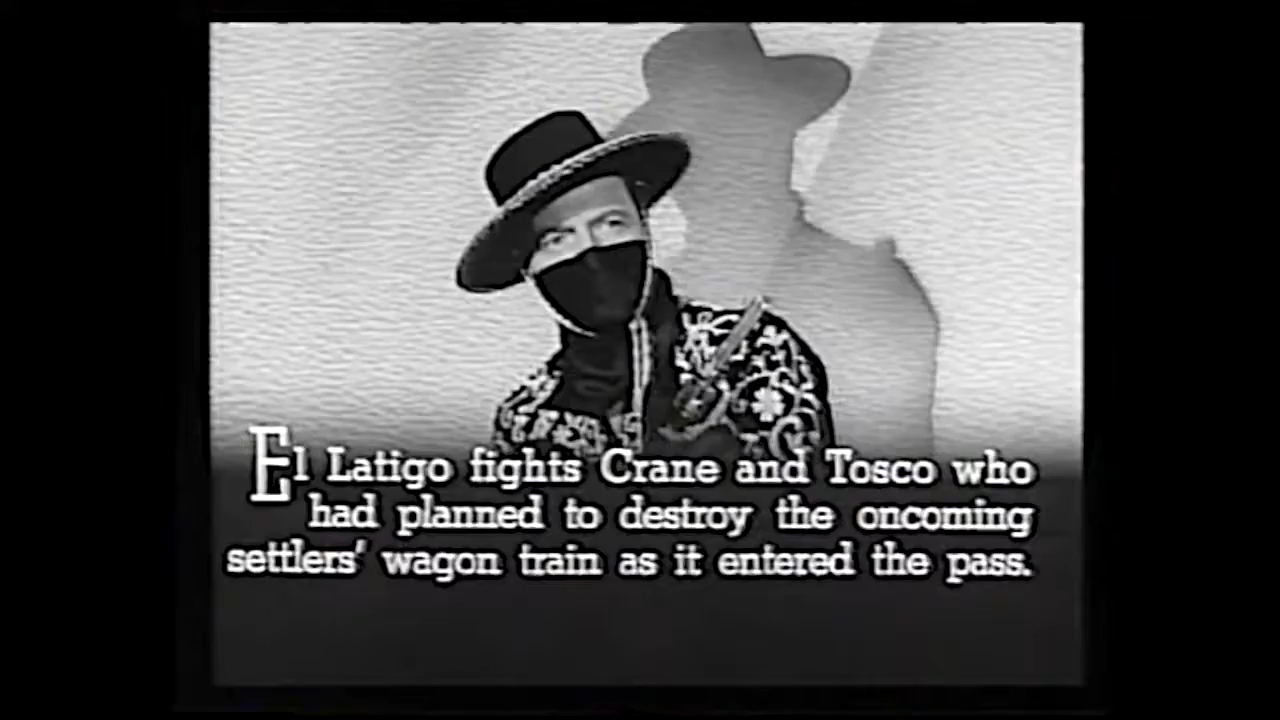 El Latigo fights Crane and Tosco who
had planned to destroy the oncoming
settlers' wagon train as it entered the pass.